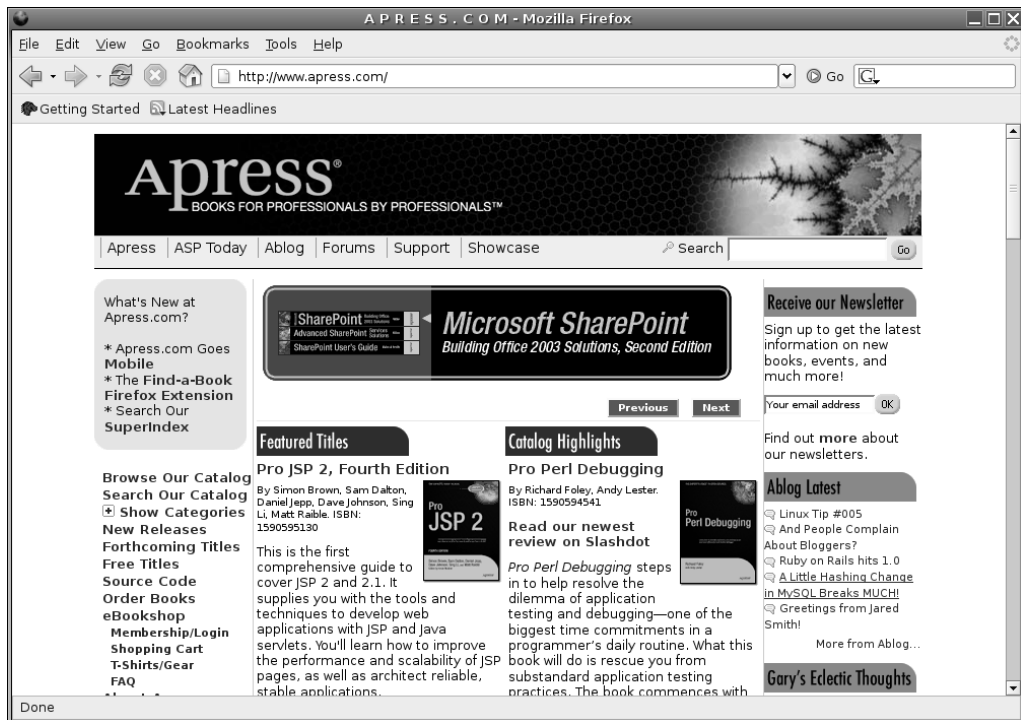 A P R E S S . C O M - Mozilla Firefox
File Edit View Go Bookmarks Tools Help
http://www.apress.com/
Go
G
Getting Started
Latest Headlines
Apress®
BOOKS FOR PROFESSIONALS BY PROFESSIONALS™
Apress ASP Today Ablog Forums Support Showcase
Search
Go
What's New at
Apress.com?
* Apress.com Goes
Mobile
* The Find-a-Book
Firefox Extension
* Search Our
SuperIndex
Browse Our Catalog
Search Our Catalog
Show Categories
New Releases
Forthcoming Titles
Free Titles
Source Code
Order Books
eBookshop
Membership/Login
Shopping Cart
T-Shirts/Gear
FAQ
SharePoint Building Office 2003 Solutions
Advanced SharePoint Services Solutions
SharePoint User's Guide
Microsoft SharePoint
Building Office 2003 Solutions, Second Edition
Previous
Next
Featured Titles
Pro JSP 2, Fourth Edition
By Simon Brown, Sam Dalton,
Daniel Jepp, Dave Johnson, Sing
Li, Matt Raible. ISBN:
1590595130
Pro
JSP 2
This is the first
comprehensive guide to
cover JSP 2 and 2.1. It
supplies you with the tools and
techniques to develop web
applications with JSP and Java
servlets. You'll learn how to improve
the performance and scalability of JSP
pages, as well as architect reliable,
stable applications.
Catalog Highlights
Pro Perl Debugging
By Richard Foley, Andy Lester.
ISBN: 1590594541
Pro
Perl Debugging
Read our newest
review on Slashdot
Pro Perl Debugging steps
in to help resolve the
dilemma of application
testing and debugging—one of the
biggest time commitments in a
programmer's daily routine. What this
book will do is rescue you from
substandard application testing
practices. The book commences with
Receive our Newsletter
Sign up to get the latest
information on new
books, events, and
much more!
Your email address
OK
Find out more about
our newsletters.
Ablog Latest
Linux Tip #005
And People Complain
About Bloggers?
Ruby on Rails hits 1.0
A Little Hashing Change
in MySQL Breaks MUCH!
Greetings from Jared
Smith!
More from Ablog...
Gary's Eclectic Thoughts
Done